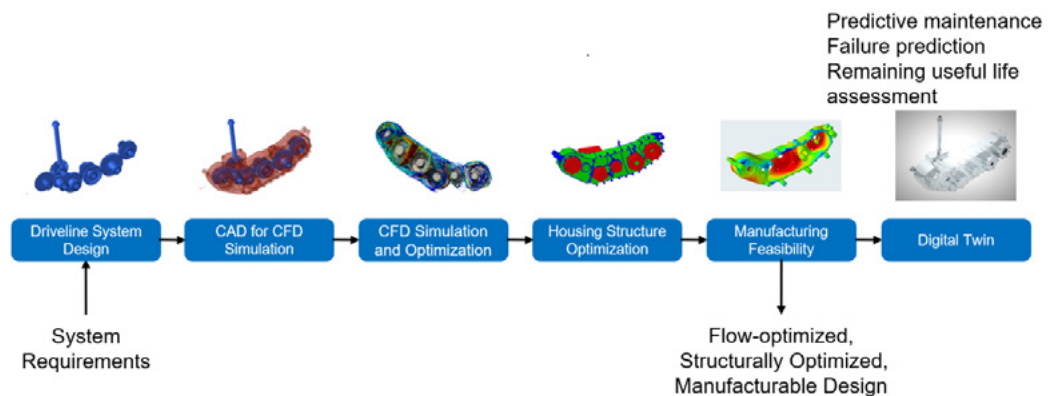 Predictive maintenance
Failure prediction
Remaining useful life
assessment
Driveline System
Design
CAD for CFD
Simulation
CFD Simulation
and Optimization
Housing Structure
Optimization
Manufacturing
Feasibility
Digital Twin
System
Requirements
Flow-optimized,
Structurally Optimized,
Manufacturable Design